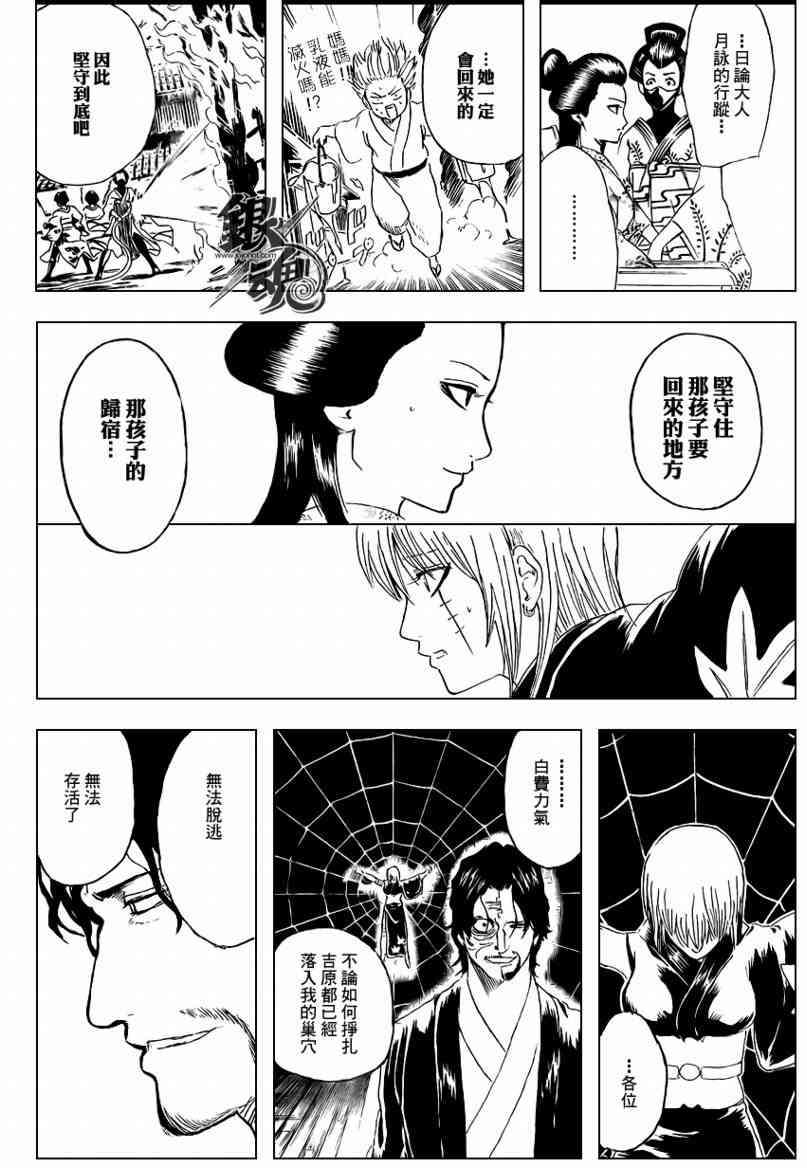 …日論大人
月詠的行蹤…
………
…她一定
會回來的
媽媽!!
乳液能
滅火嗎!?
因此
堅守到底吧
銀魂
www.joyhot.com
堅守住
那孩子要
回來的地方
那孩子的
歸宿…
…各位
………
白費力氣
不論如何掙扎
吉原都已經
落入我的巢穴
無法脫逃
無法
存活了